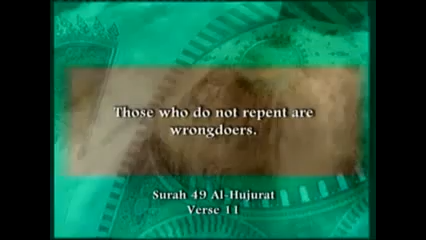 Those who do not repent are
wrongdoers.
Surah 49 Al-Hujurat
Verse 11